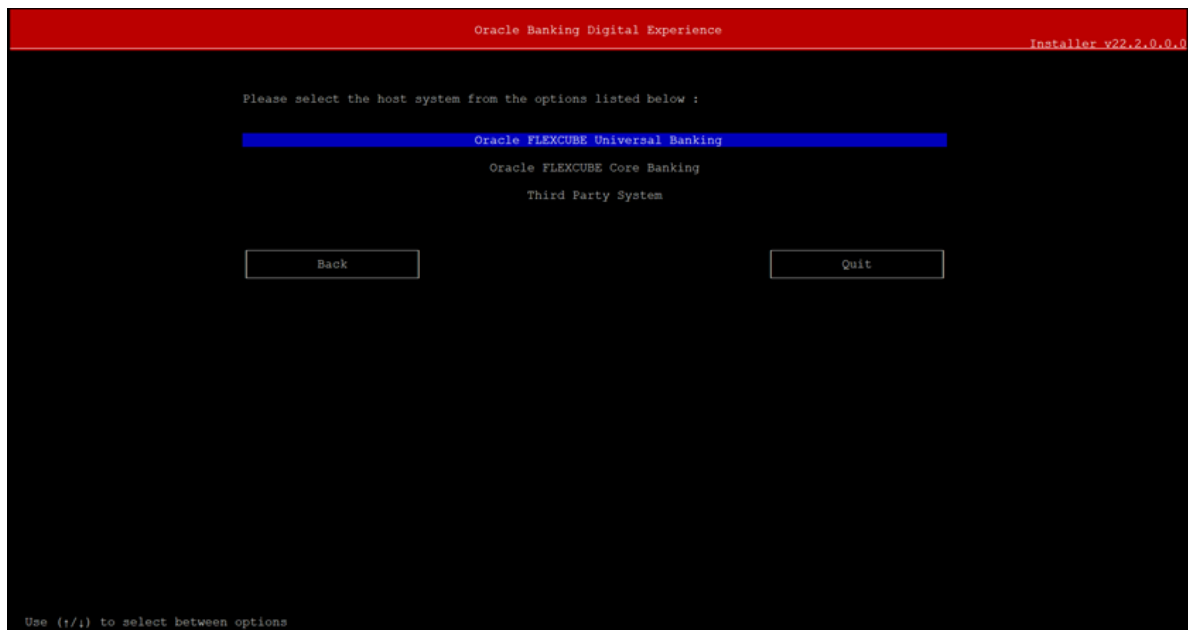 Oracle Banking Digital Experience
Installer v22.2.0.0.0
Please select the host system from the options listed below :
Oracle FLEXCUBE Universal Banking
Oracle FLEXCUBE Core Banking
Third Party System
Back
Quit
Use (↑/↓) to select between options